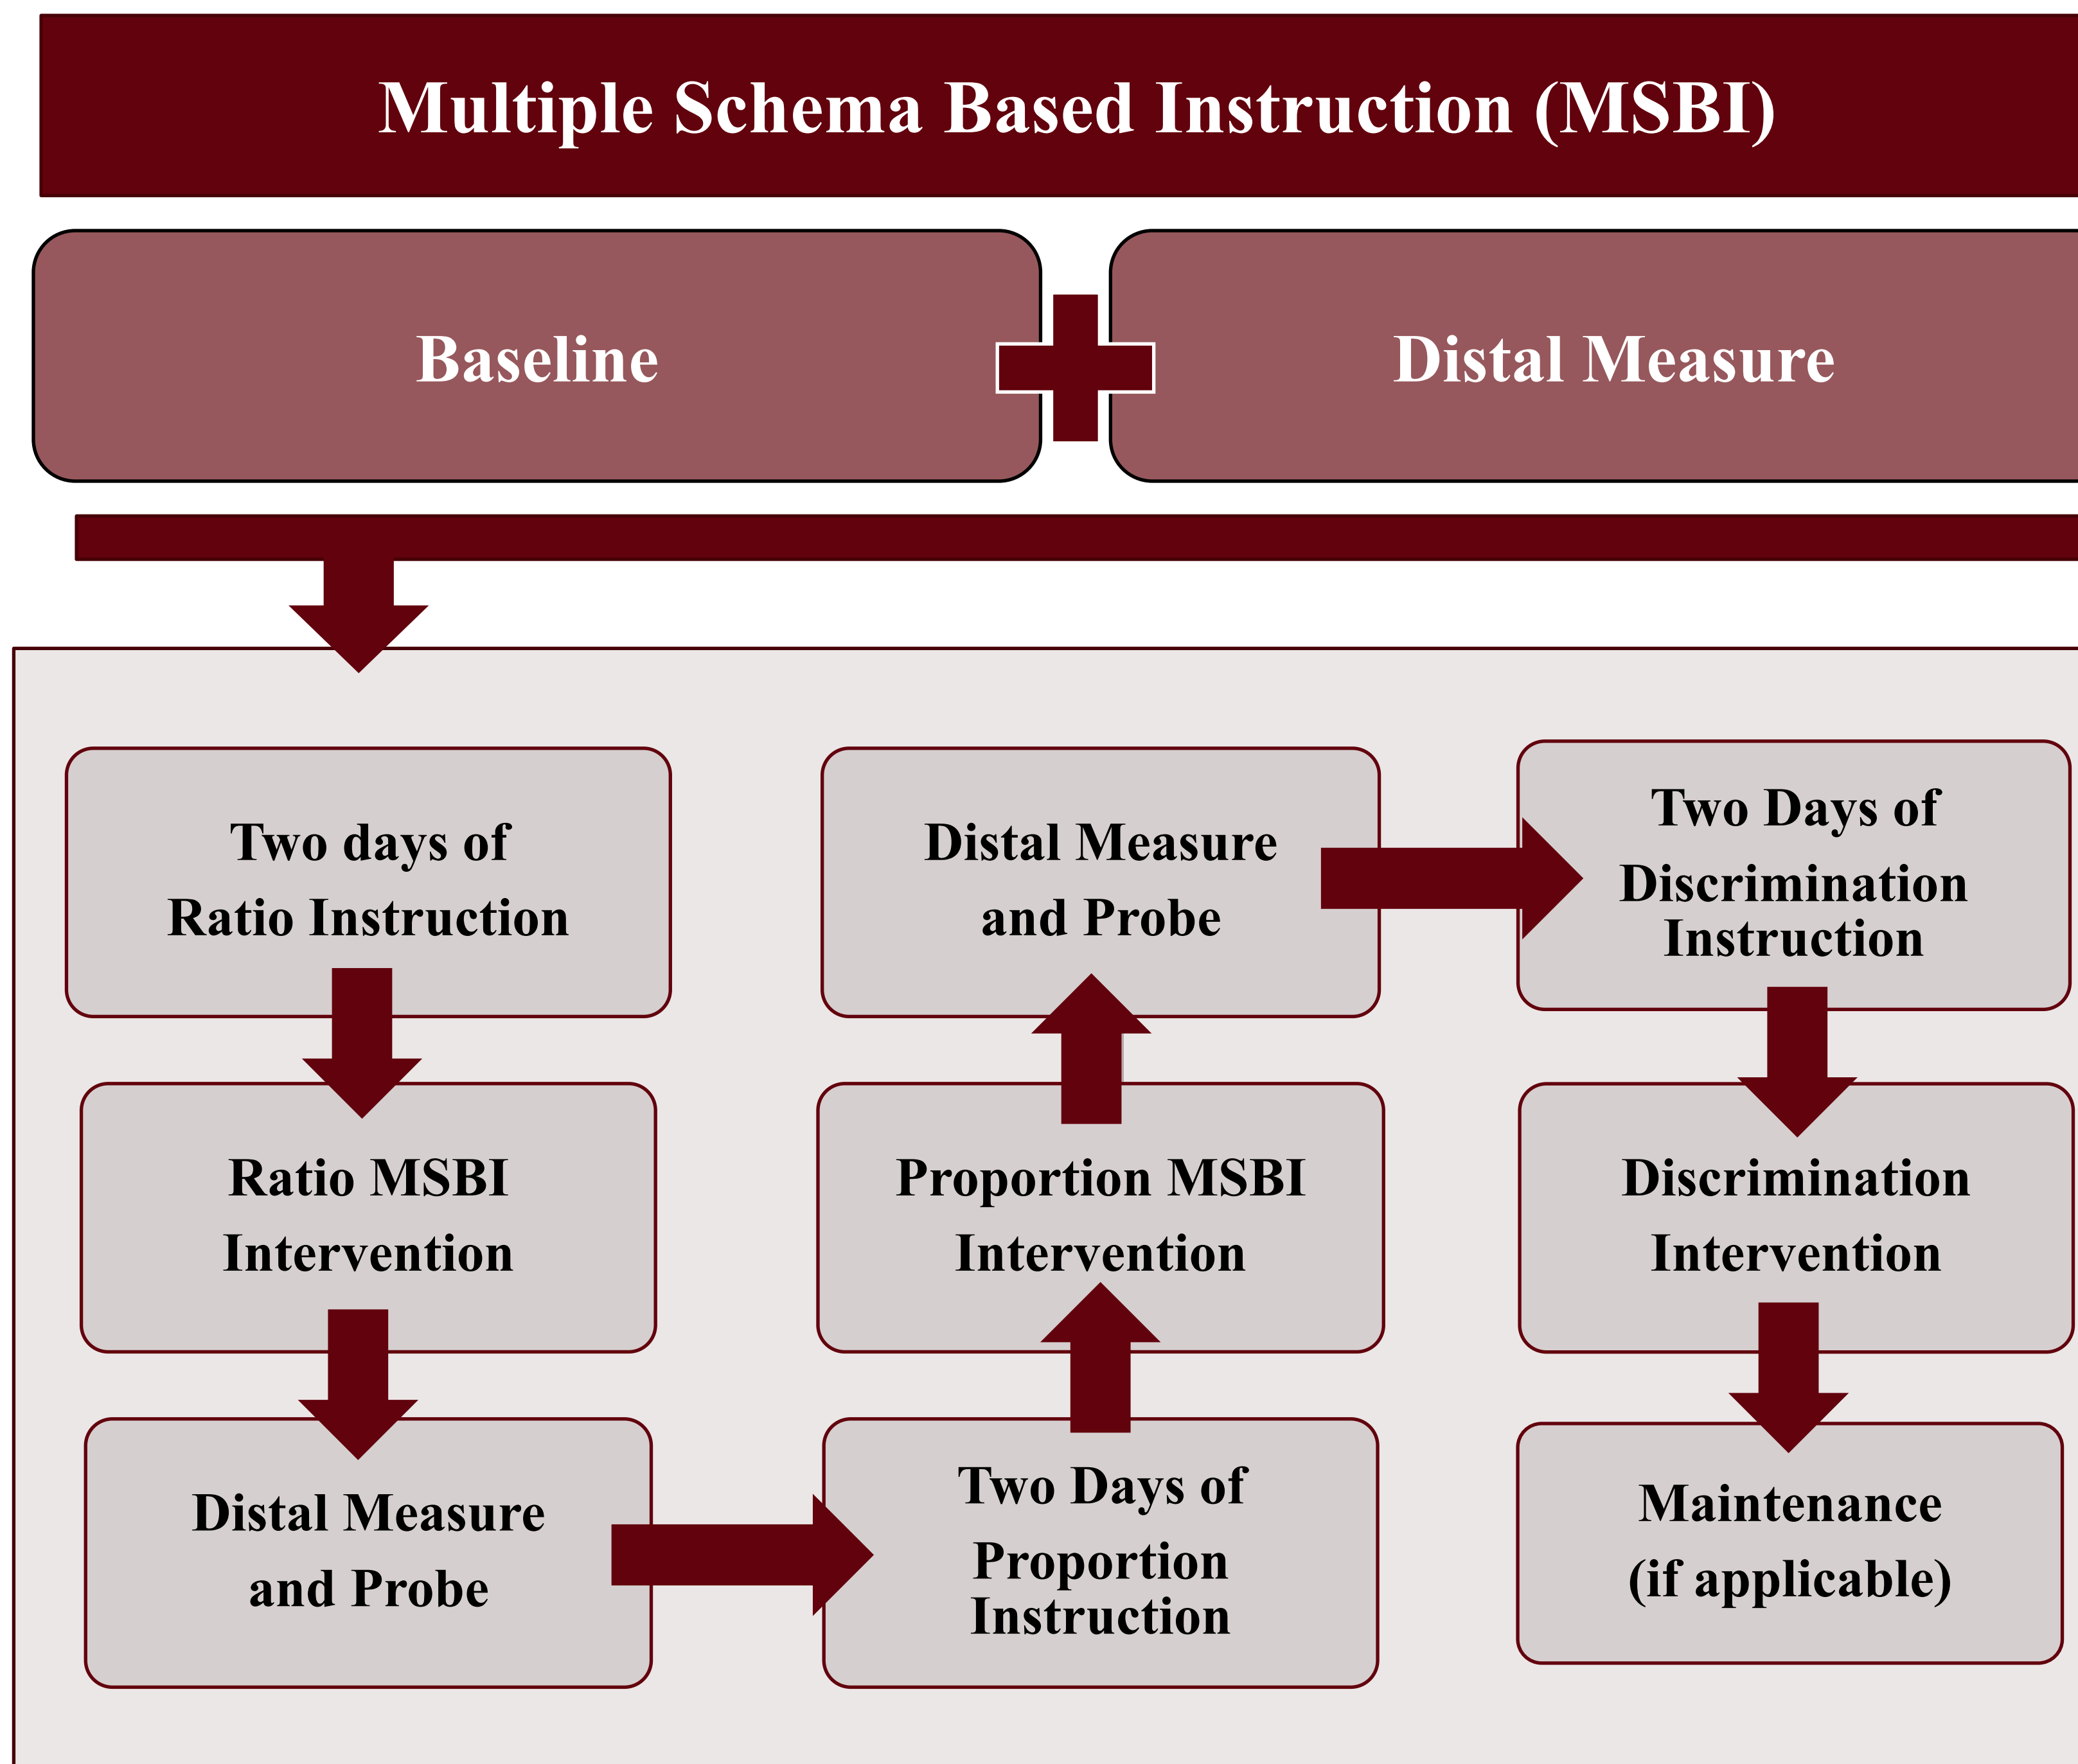 Multiple Schema Based Instruction (MSBI)
Baseline
Distal Measure
Two days of
Ratio Instruction
Ratio MSBI
Intervention
Distal Measure
and Probe
Two Days of
Proportion
Instruction
Proportion MSBI
Intervention
Distal Measure
and Probe
Two Days of
Discrimination
Instruction
Discrimination
Intervention
Maintenance
(if applicable)